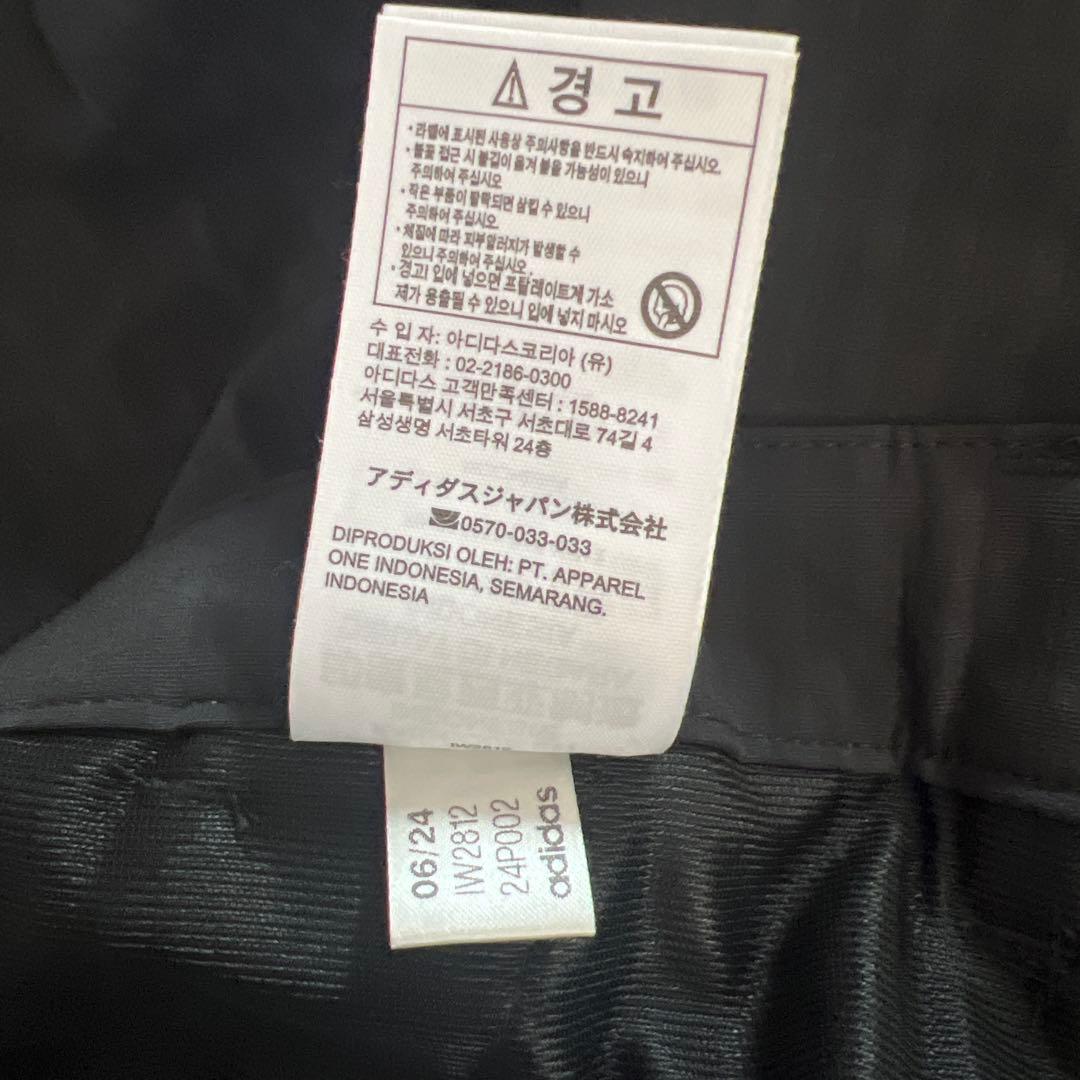 ⚠ 경 고
• 라벨에 표시된 사용상 주의사항을 반드시 숙지하여 주십시오.
• 불꽃 접근 시 불길이 옮겨 붙을 가능성이 있으니
주의하여 주십시오
• 작은 부품이 탈락되면 삼킬 수 있으니
주의하여 주십시오.
• 체질에 따라 피부알러지가 발생할 수
있으니 주의하여 주십시오.
• 경고! 입에 넣으면 프탈레이트계 가소
제가 용출될 수 있으니 입에 넣지 마시오
수 입 자: 아디다스코리아 (유)
대표전화 : 02-2186-0300
아디다스 고객만족센터 : 1588-8241
서울특별시 서초구 서초대로 74길 4
삼성생명 서초타워 24층
アディダスジャパン株式会社
0570-033-033
DIPRODUKSI OLEH: PT. APPAREL
ONE INDONESIA, SEMARANG.
INDONESIA
06/24
IW2812
24P002
adidas